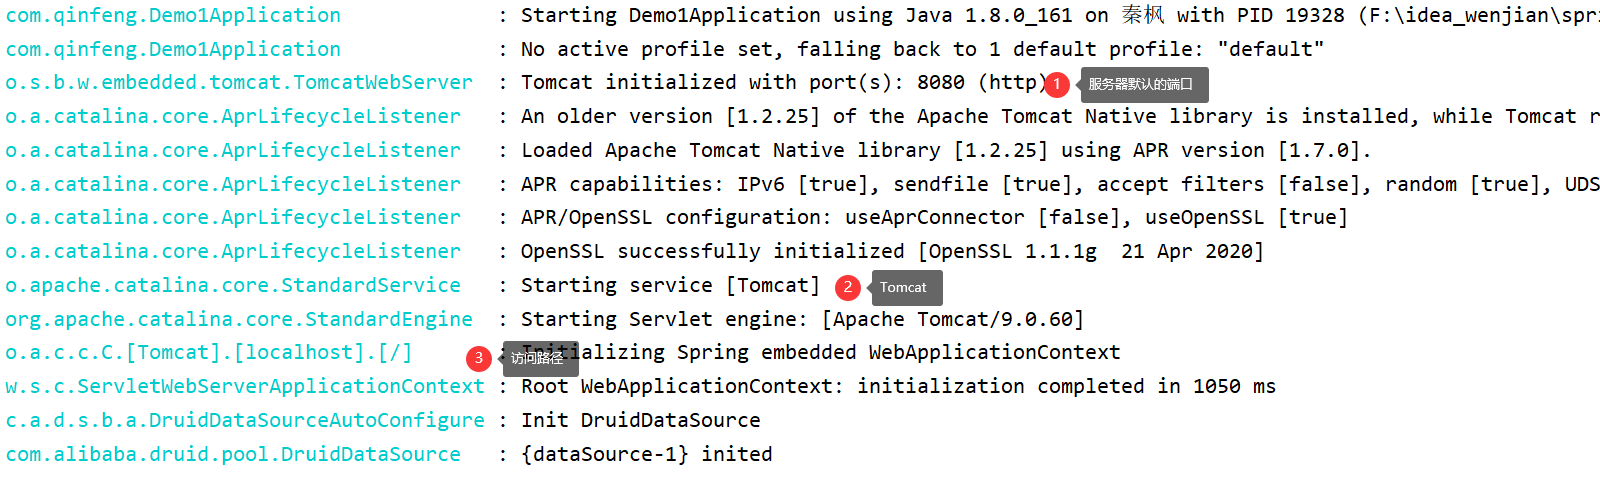 com.qinfeng.Demo1Application : Starting Demo1Application using Java 1.8.0_161 on 秦枫 with PID 19328 (F:\idea_wenjian\spri
com.qinfeng.Demo1Application : No active profile set, falling back to 1 default profile: "default"
o.s.b.w.embedded.tomcat.TomcatWebServer : Tomcat initialized with port(s): 8080 (http) 1 服务器默认的端口
o.a.catalina.core.AprLifecycleListener : An older version [1.2.25] of the Apache Tomcat Native library is installed, while Tomcat r
o.a.catalina.core.AprLifecycleListener : Loaded Apache Tomcat Native library [1.2.25] using APR version [1.7.0].
o.a.catalina.core.AprLifecycleListener : APR capabilities: IPv6 [true], sendfile [true], accept filters [false], random [true], UDS
o.a.catalina.core.AprLifecycleListener : APR/OpenSSL configuration: useAprConnector [false], useOpenSSL [true]
o.a.catalina.core.AprLifecycleListener : OpenSSL successfully initialized [OpenSSL 1.1.1g  21 Apr 2020]
o.apache.catalina.core.StandardService : Starting service [Tomcat] 2 Tomcat
org.apache.catalina.core.StandardEngine : Starting Servlet engine: [Apache Tomcat/9.0.60]
o.a.c.c.C.[Tomcat].[localhost].[/] 3 访问路径 : Initializing Spring embedded WebApplicationContext
w.s.c.ServletWebServerApplicationContext : Root WebApplicationContext: initialization completed in 1050 ms
c.a.d.s.b.a.DruidDataSourceAutoConfigure : Init DruidDataSource
com.alibaba.druid.pool.DruidDataSource : {dataSource-1} inited